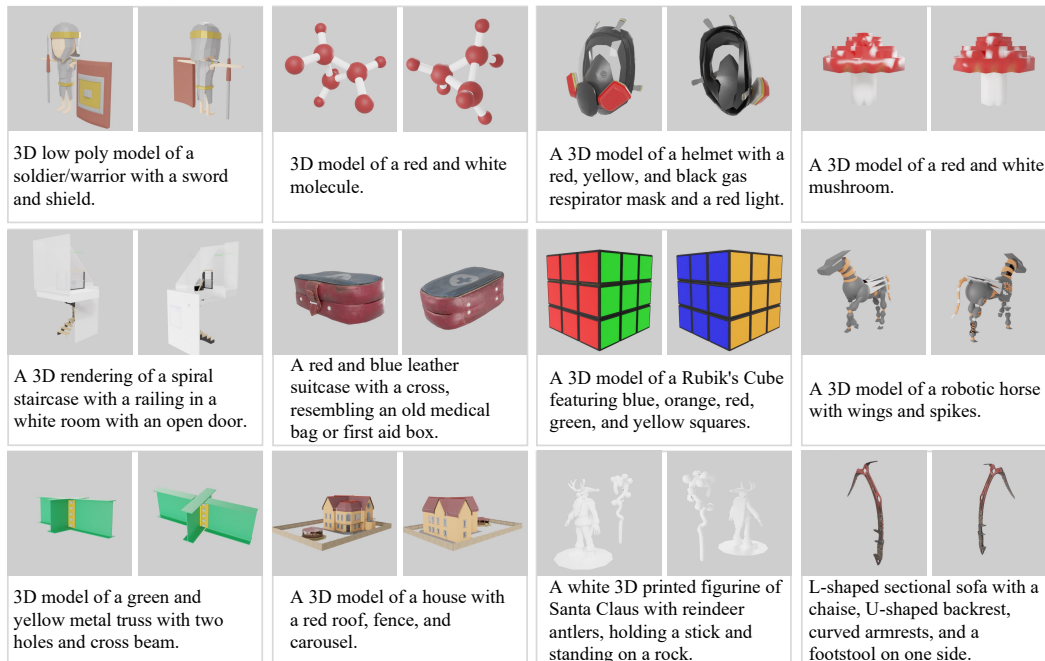 3D low poly model of a
soldier/warrior with a sword
and shield.
3D model of a red and white
molecule.
A 3D model of a helmet with a
red, yellow, and black gas
respirator mask and a red light.
A 3D model of a red and white
mushroom.
A 3D rendering of a spiral
staircase with a railing in a
white room with an open door.
A red and blue leather
suitcase with a cross,
resembling an old medical
bag or first aid box.
A 3D model of a Rubik's Cube
featuring blue, orange, red,
green, and yellow squares.
A 3D model of a robotic horse
with wings and spikes.
3D model of a green and
yellow metal truss with two
holes and cross beam.
A 3D model of a house with
a red roof, fence, and
carousel.
A white 3D printed figurine of
Santa Claus with reindeer
antlers, holding a stick and
standing on a rock.
L-shaped sectional sofa with a
chaise, U-shaped backrest,
curved armrests, and a
footstool on one side.